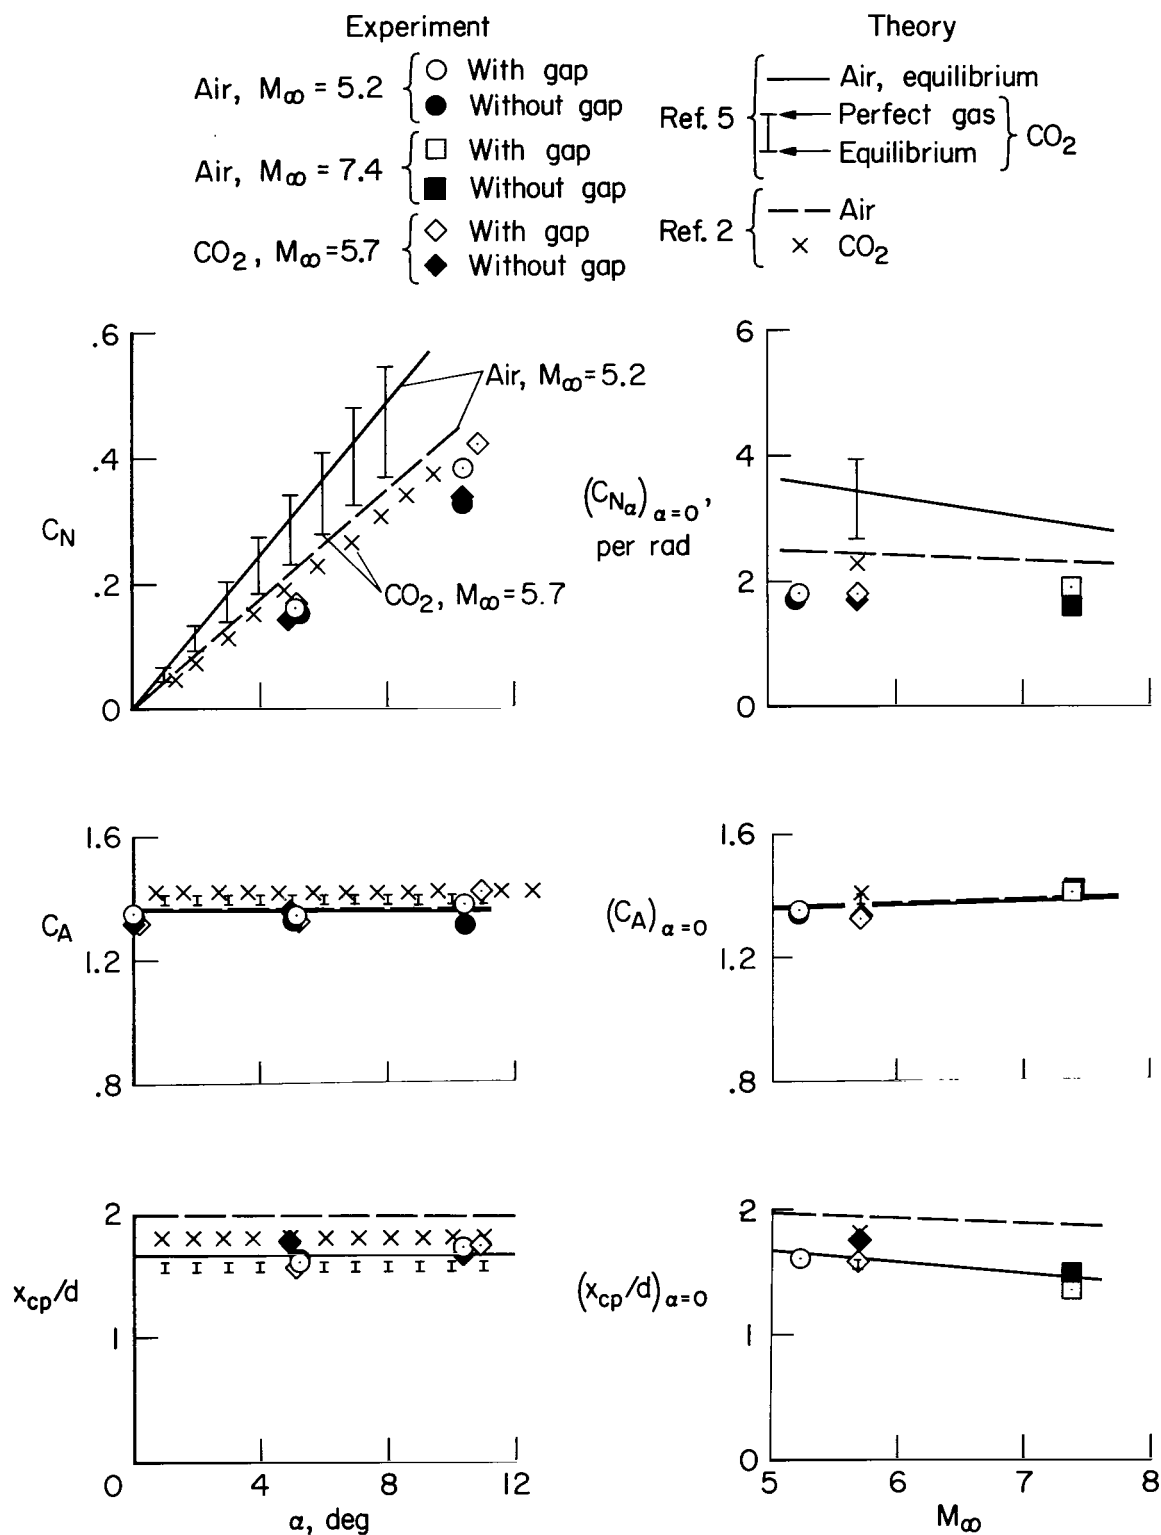 Experiment
Air, M∞ = 5.2
With gap
Without gap
Air, M∞ = 7.4
With gap
Without gap
CO2, M∞=5.7
With gap
Without gap
Theory
Ref. 5
Air, equilibrium
Perfect gas
Equilibrium
CO2
Ref. 2
Air
CO2
.6
.4
.2
0
CN
Air, M∞=5.2
CO2, M∞=5.7
6
4
2
0
(CNα)α=0,
per rad
1.6
1.2
.8
CA
1.6
1.2
.8
(CA)α=0
2
1
0
xcp/d
4
8
12
α, deg
2
1
0
(xcp/d)α=0
5
6
7
8
M∞